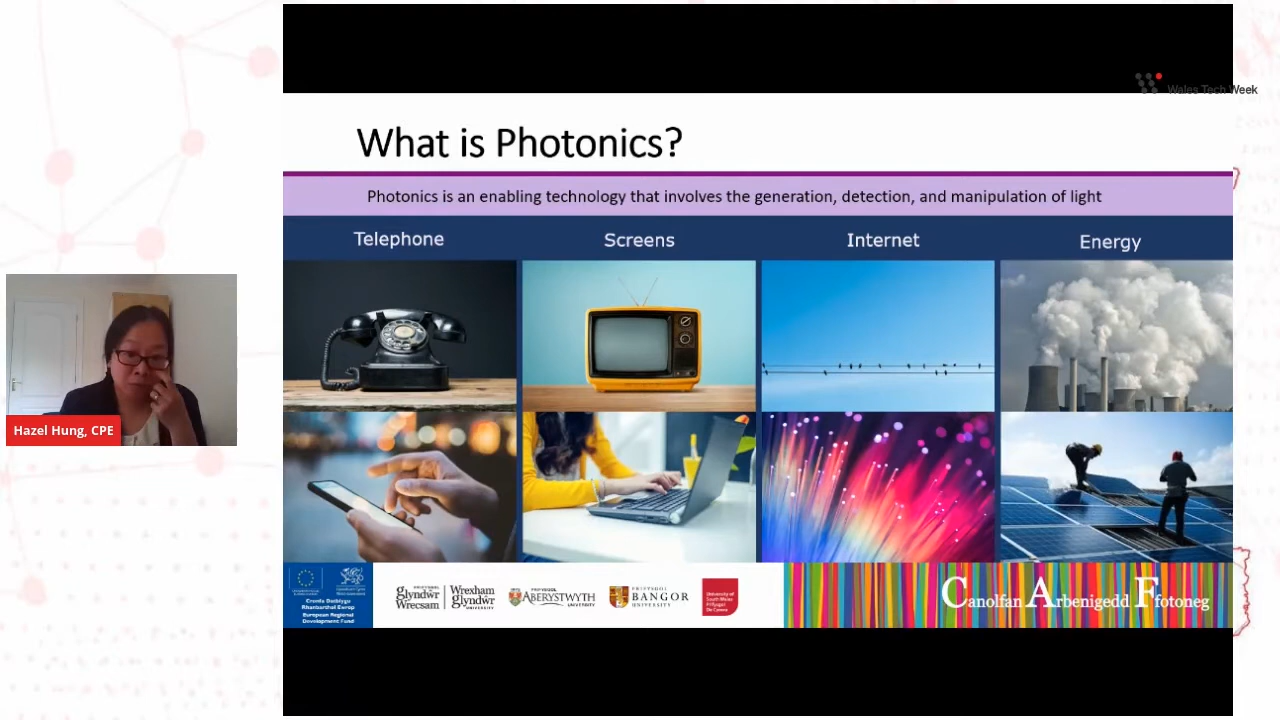 Wales Tech Week
What is Photonics?
Photonics is an enabling technology that involves the generation, detection, and manipulation of light
Telephone
Screens
Internet
Energy
Hazel Hung, CPE
Cronfa Datblygu
Rhanbarthol Ewrop
European Regional
Development Fund
PRIFYSGOL
glyndŵr
Wrecsam
Wrexham
glyndŵr
UNIVERSITY
PRIFYSGOL
ABERYSTWYTH
UNIVERSITY
PRIFYSGOL
BANGOR
UNIVERSITY
University of
South Wales
Prifysgol
De Cymru
Canolfan Arbenigedd Ffotoneg